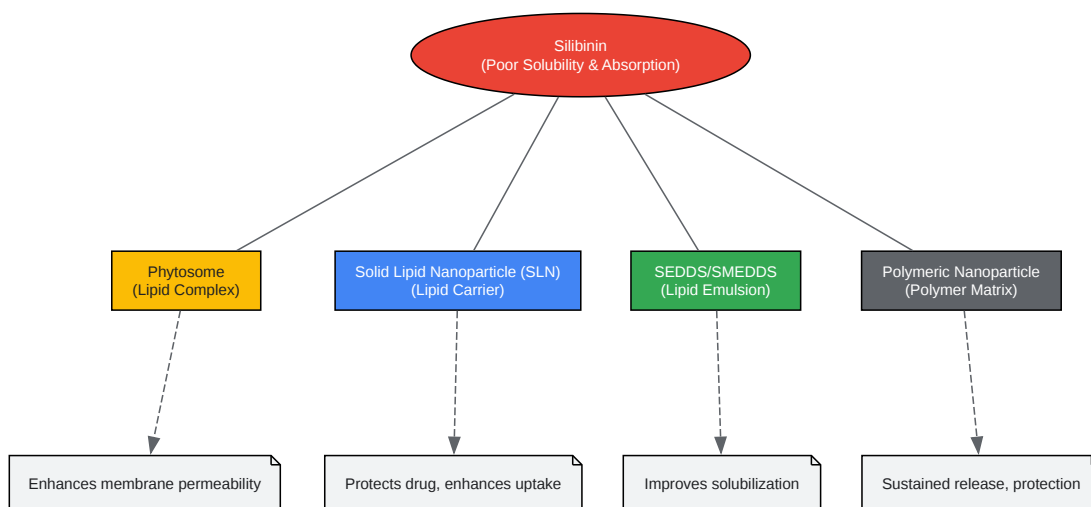 Silibinin
(Poor Solubility & Absorption)
Phytosome
(Lipid Complex)
Solid Lipid Nanoparticle (SLN)
(Lipid Carrier)
SEDDS/SMEDDS
(Lipid Emulsion)
Polymeric Nanoparticle
(Polymer Matrix)
Enhances membrane permeability
Protects drug, enhances uptake
Improves solubilization
Sustained release, protection